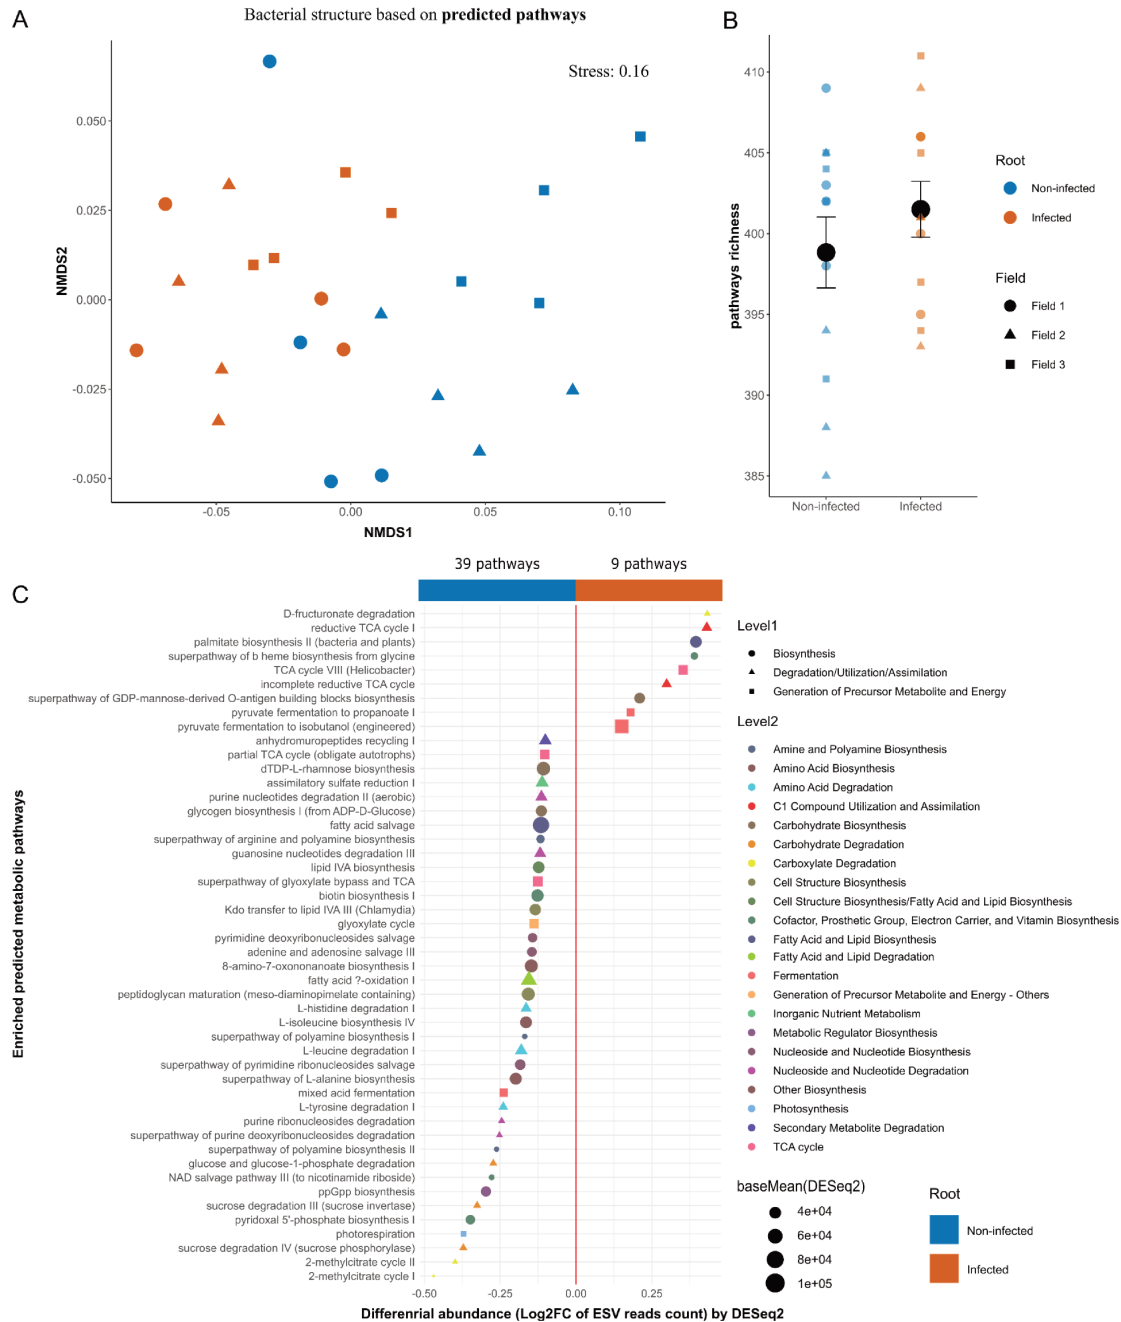 A
Bacterial structure based on predicted pathways
Stress: 0.16
0.050
0.025
0.000
-0.025
-0.050
NMDS2
-0.05
0.00
0.05
0.10
NMDS1
B
410
405
400
395
390
385
pathways richness
Non-infected
Infected
Root
Non-infected
Infected
Field
Field 1
Field 2
Field 3
C
39 pathways
9 pathways
Enriched predicted metabolic pathways
D-fructuronate degradation
reductive TCA cycle I
palmitate biosynthesis II (bacteria and plants)
superpathway of b heme biosynthesis from glycine
TCA cycle VIII (Helicobacter)
incomplete reductive TCA cycle
superpathway of GDP-mannose-derived O-antigen building blocks biosynthesis
pyruvate fermentation to propanoate I
pyruvate fermentation to isobutanol (engineered)
anhydromuropeptides recycling I
partial TCA cycle (obligate autotrophs)
dTDP-L-rhamnose biosynthesis
assimilatory sulfate reduction I
purine nucleotides degradation II (aerobic)
glycogen biosynthesis I (from ADP-D-Glucose)
fatty acid salvage
superpathway of arginine and polyamine biosynthesis
guanosine nucleotides degradation III
lipid IVA biosynthesis
superpathway of glyoxylate bypass and TCA
biotin biosynthesis I
Kdo transfer to lipid IVA III (Chlamydia)
glyoxylate cycle
pyrimidine deoxyribonucleosides salvage
adenine and adenosine salvage III
8-amino-7-oxononanoate biosynthesis I
fatty acid ?-oxidation I
peptidoglycan maturation (meso-diaminopimelate containing)
L-histidine degradation I
L-isoleucine biosynthesis IV
superpathway of polyamine biosynthesis I
L-leucine degradation I
superpathway of pyrimidine ribonucleosides salvage
superpathway of L-alanine biosynthesis
mixed acid fermentation
L-tyrosine degradation I
purine ribonucleosides degradation
superpathway of purine deoxyribonucleosides degradation
superpathway of polyamine biosynthesis II
glucose and glucose-1-phosphate degradation
NAD salvage pathway III (to nicotinamide riboside)
ppGpp biosynthesis
sucrose degradation III (sucrose invertase)
pyridoxal 5'-phosphate biosynthesis I
photorespiration
sucrose degradation IV (sucrose phosphorylase)
2-methylcitrate cycle II
2-methylcitrate cycle I
-0.50
-0.25
0.00
0.25
Differenrial abundance (Log2FC of ESV reads count) by DESeq2
Level1
Biosynthesis
Degradation/Utilization/Assimilation
Generation of Precursor Metabolite and Energy
Level2
Amine and Polyamine Biosynthesis
Amino Acid Biosynthesis
Amino Acid Degradation
C1 Compound Utilization and Assimilation
Carbohydrate Biosynthesis
Carbohydrate Degradation
Carboxylate Degradation
Cell Structure Biosynthesis
Cell Structure Biosynthesis/Fatty Acid and Lipid Biosynthesis
Cofactor, Prosthetic Group, Electron Carrier, and Vitamin Biosynthesis
Fatty Acid and Lipid Biosynthesis
Fatty Acid and Lipid Degradation
Fermentation
Generation of Precursor Metabolite and Energy - Others
Inorganic Nutrient Metabolism
Metabolic Regulator Biosynthesis
Nucleoside and Nucleotide Biosynthesis
Nucleoside and Nucleotide Degradation
Other Biosynthesis
Photosynthesis
Secondary Metabolite Degradation
TCA cycle
baseMean(DESeq2)
4e+04
6e+04
8e+04
1e+05
Root
Non-infected
Infected